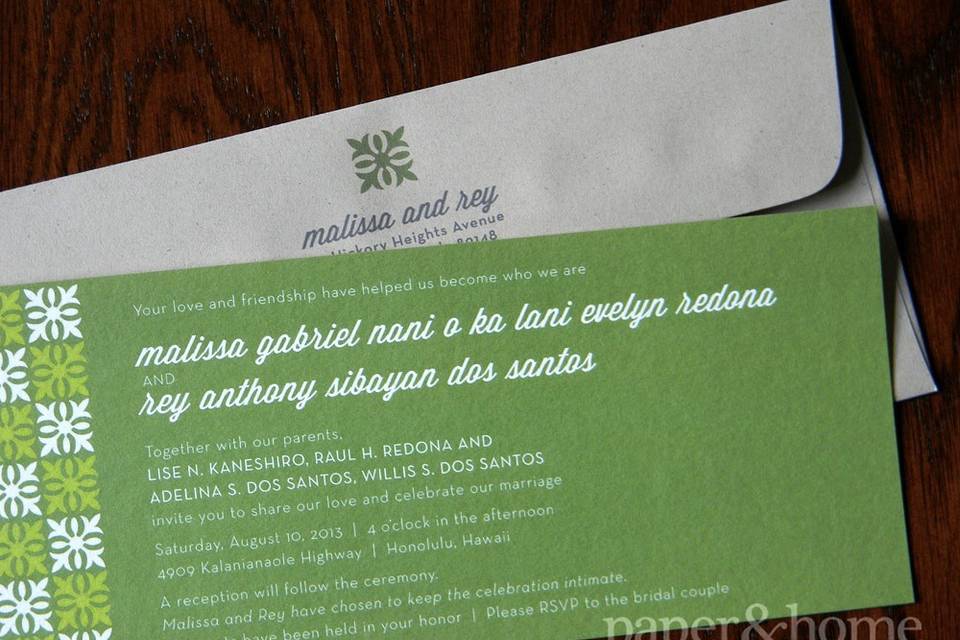 malissa and rey
Hickory Heights Avenue
80148
Your love and friendship have helped us become who we are
malissa gabriel nani o ka lani evelyn redona
AND
rey anthony sibayan dos santos
Together with our parents,
LISE N. KANESHIRO, RAUL H. REDONA AND
ADELINA S. DOS SANTOS, WILLIS S. DOS SANTOS
invite you to share our love and celebrate our marriage
Saturday, August 10, 2013 | 4 o'clock in the afternoon
4909 Kalanianaole Highway | Honolulu, Hawaii
A reception will follow the ceremony.
Malissa and Rey have chosen to keep the celebration intimate.
have been held in your honor | Please RSVP to the bridal couple
paper&home